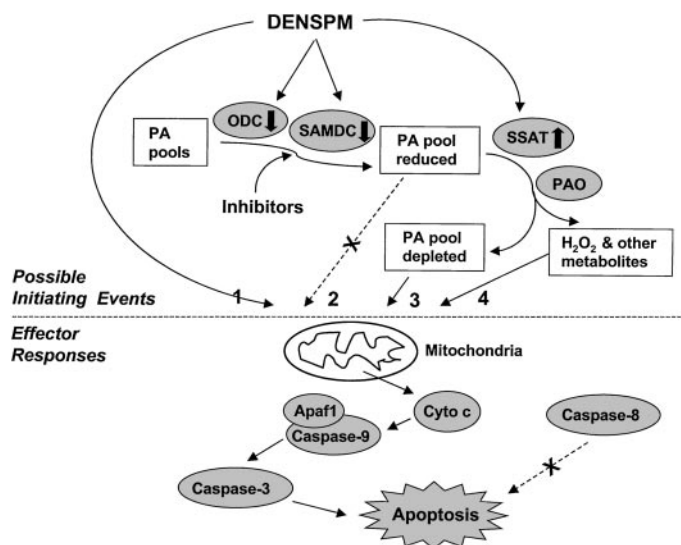 DENSPM
ODC
SAMDC
SSAT
PA
pools
PA pool
reduced
PAO
Inhibitors
PA pool
depleted
H₂O₂ & other
metabolites
Possible
Initiating Events
1
2
3
4
Effector
Responses
Mitochondria
Apaf1
Caspase-9
Cyto c
Caspase-8
Caspase-3
Apoptosis